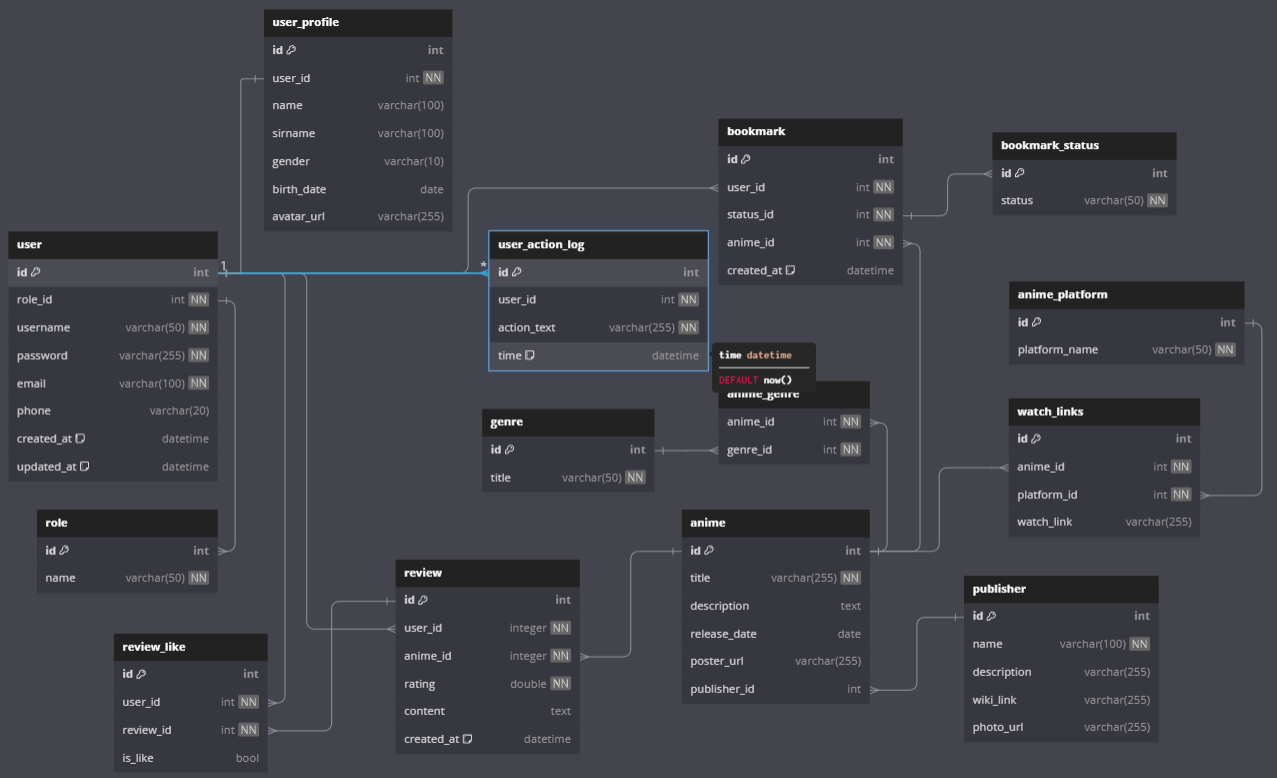 user_profile
id int
user_id int NN
name varchar(100)
sirname varchar(100)
gender varchar(10)
birth_date date
avatar_url varchar(255)
bookmark
id int
user_id int NN
status_id int NN
anime_id int NN
created_at datetime
bookmark_status
id int
status varchar(50) NN
user
id int
role_id int NN
username varchar(50) NN
password varchar(255) NN
email varchar(100) NN
phone varchar(20)
created_at datetime
updated_at datetime
1
*
user_action_log
id int
user_id int NN
action_text varchar(255) NN
time datetime
time datetime
DEFAULT now()
anime_platform
id int
platform_name varchar(50) NN
anime_genre
anime_id int NN
genre_id int NN
genre
id int
title varchar(50) NN
watch_links
id int
anime_id int NN
platform_id int NN
watch_link varchar(255)
role
id int
name varchar(50) NN
anime
id int
title varchar(255) NN
description text
release_date date
poster_url varchar(255)
publisher_id int
review
id int
user_id integer NN
anime_id integer NN
rating double NN
content text
created_at datetime
publisher
id int
name varchar(100) NN
description varchar(255)
wiki_link varchar(255)
photo_url varchar(255)
review_like
id int
user_id int NN
review_id int NN
is_like bool